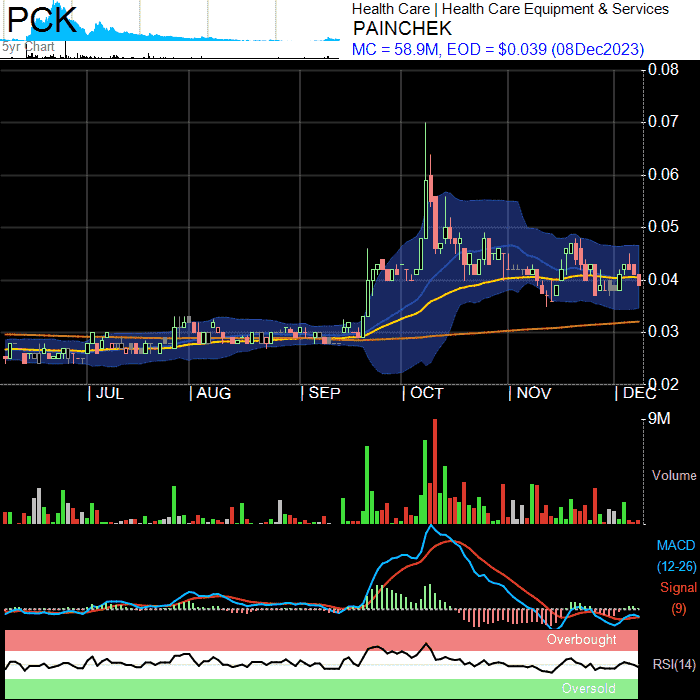 PCK
5yr Chart
Health Care | Health Care Equipment & Services
PAINCHEK
MC = 58.9M, EOD = $0.039 (08Dec2023)
0.08
0.07
0.06
0.05
0.04
0.03
0.02
| JUL | AUG | SEP | OCT | NOV | DEC
9M
Volume
MACD
(12-26)
Signal
(9)
Overbought
RSI(14)
Oversold